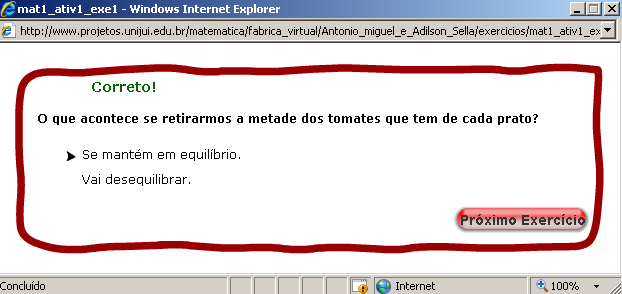 mat1_ativ1_exe1 - Windows Internet Explorer
http://www.projetos.unijui.edu.br/matematica/fabrica_virtual/Antonio_miguel_e_Adilson_Sella/exercicios/mat1_ativ1_ex
Correto!
O que acontece se retirarmos a metade dos tomates que tem de cada prato?
Se mantém em equilíbrio.
Vai desequilibrar.
Próximo Exercício
Concluído Internet 100%